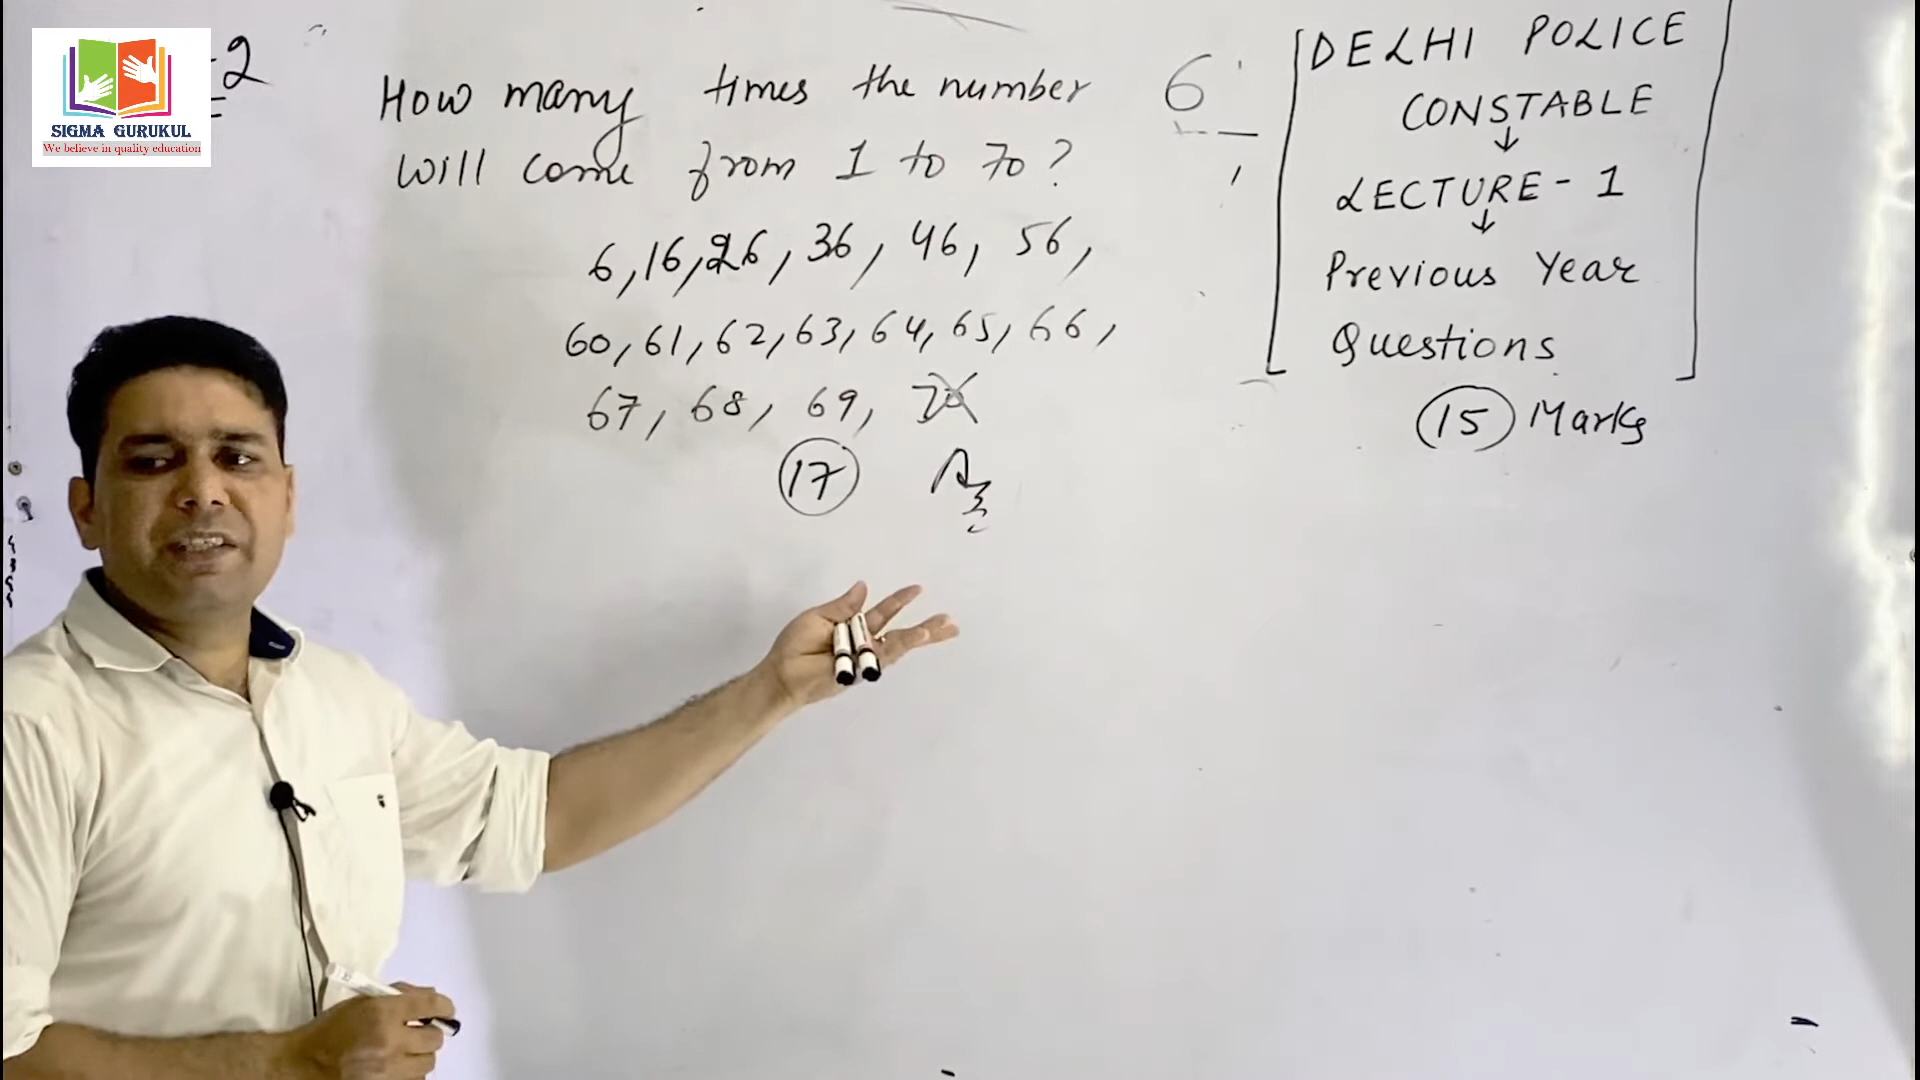 SIGMA GURUKUL
We believe in quality education
-2
How many times the number 6
will come from 1 to 70?
6, 16, 26, 36, 46, 56,
60, 61, 62, 63, 64, 65, 66,
67, 68, 69, 70
17 Ans
DELHI POLICE
CONSTABLE
↓
LECTURE - 1
↓
Previous Year
Questions
15 Marks